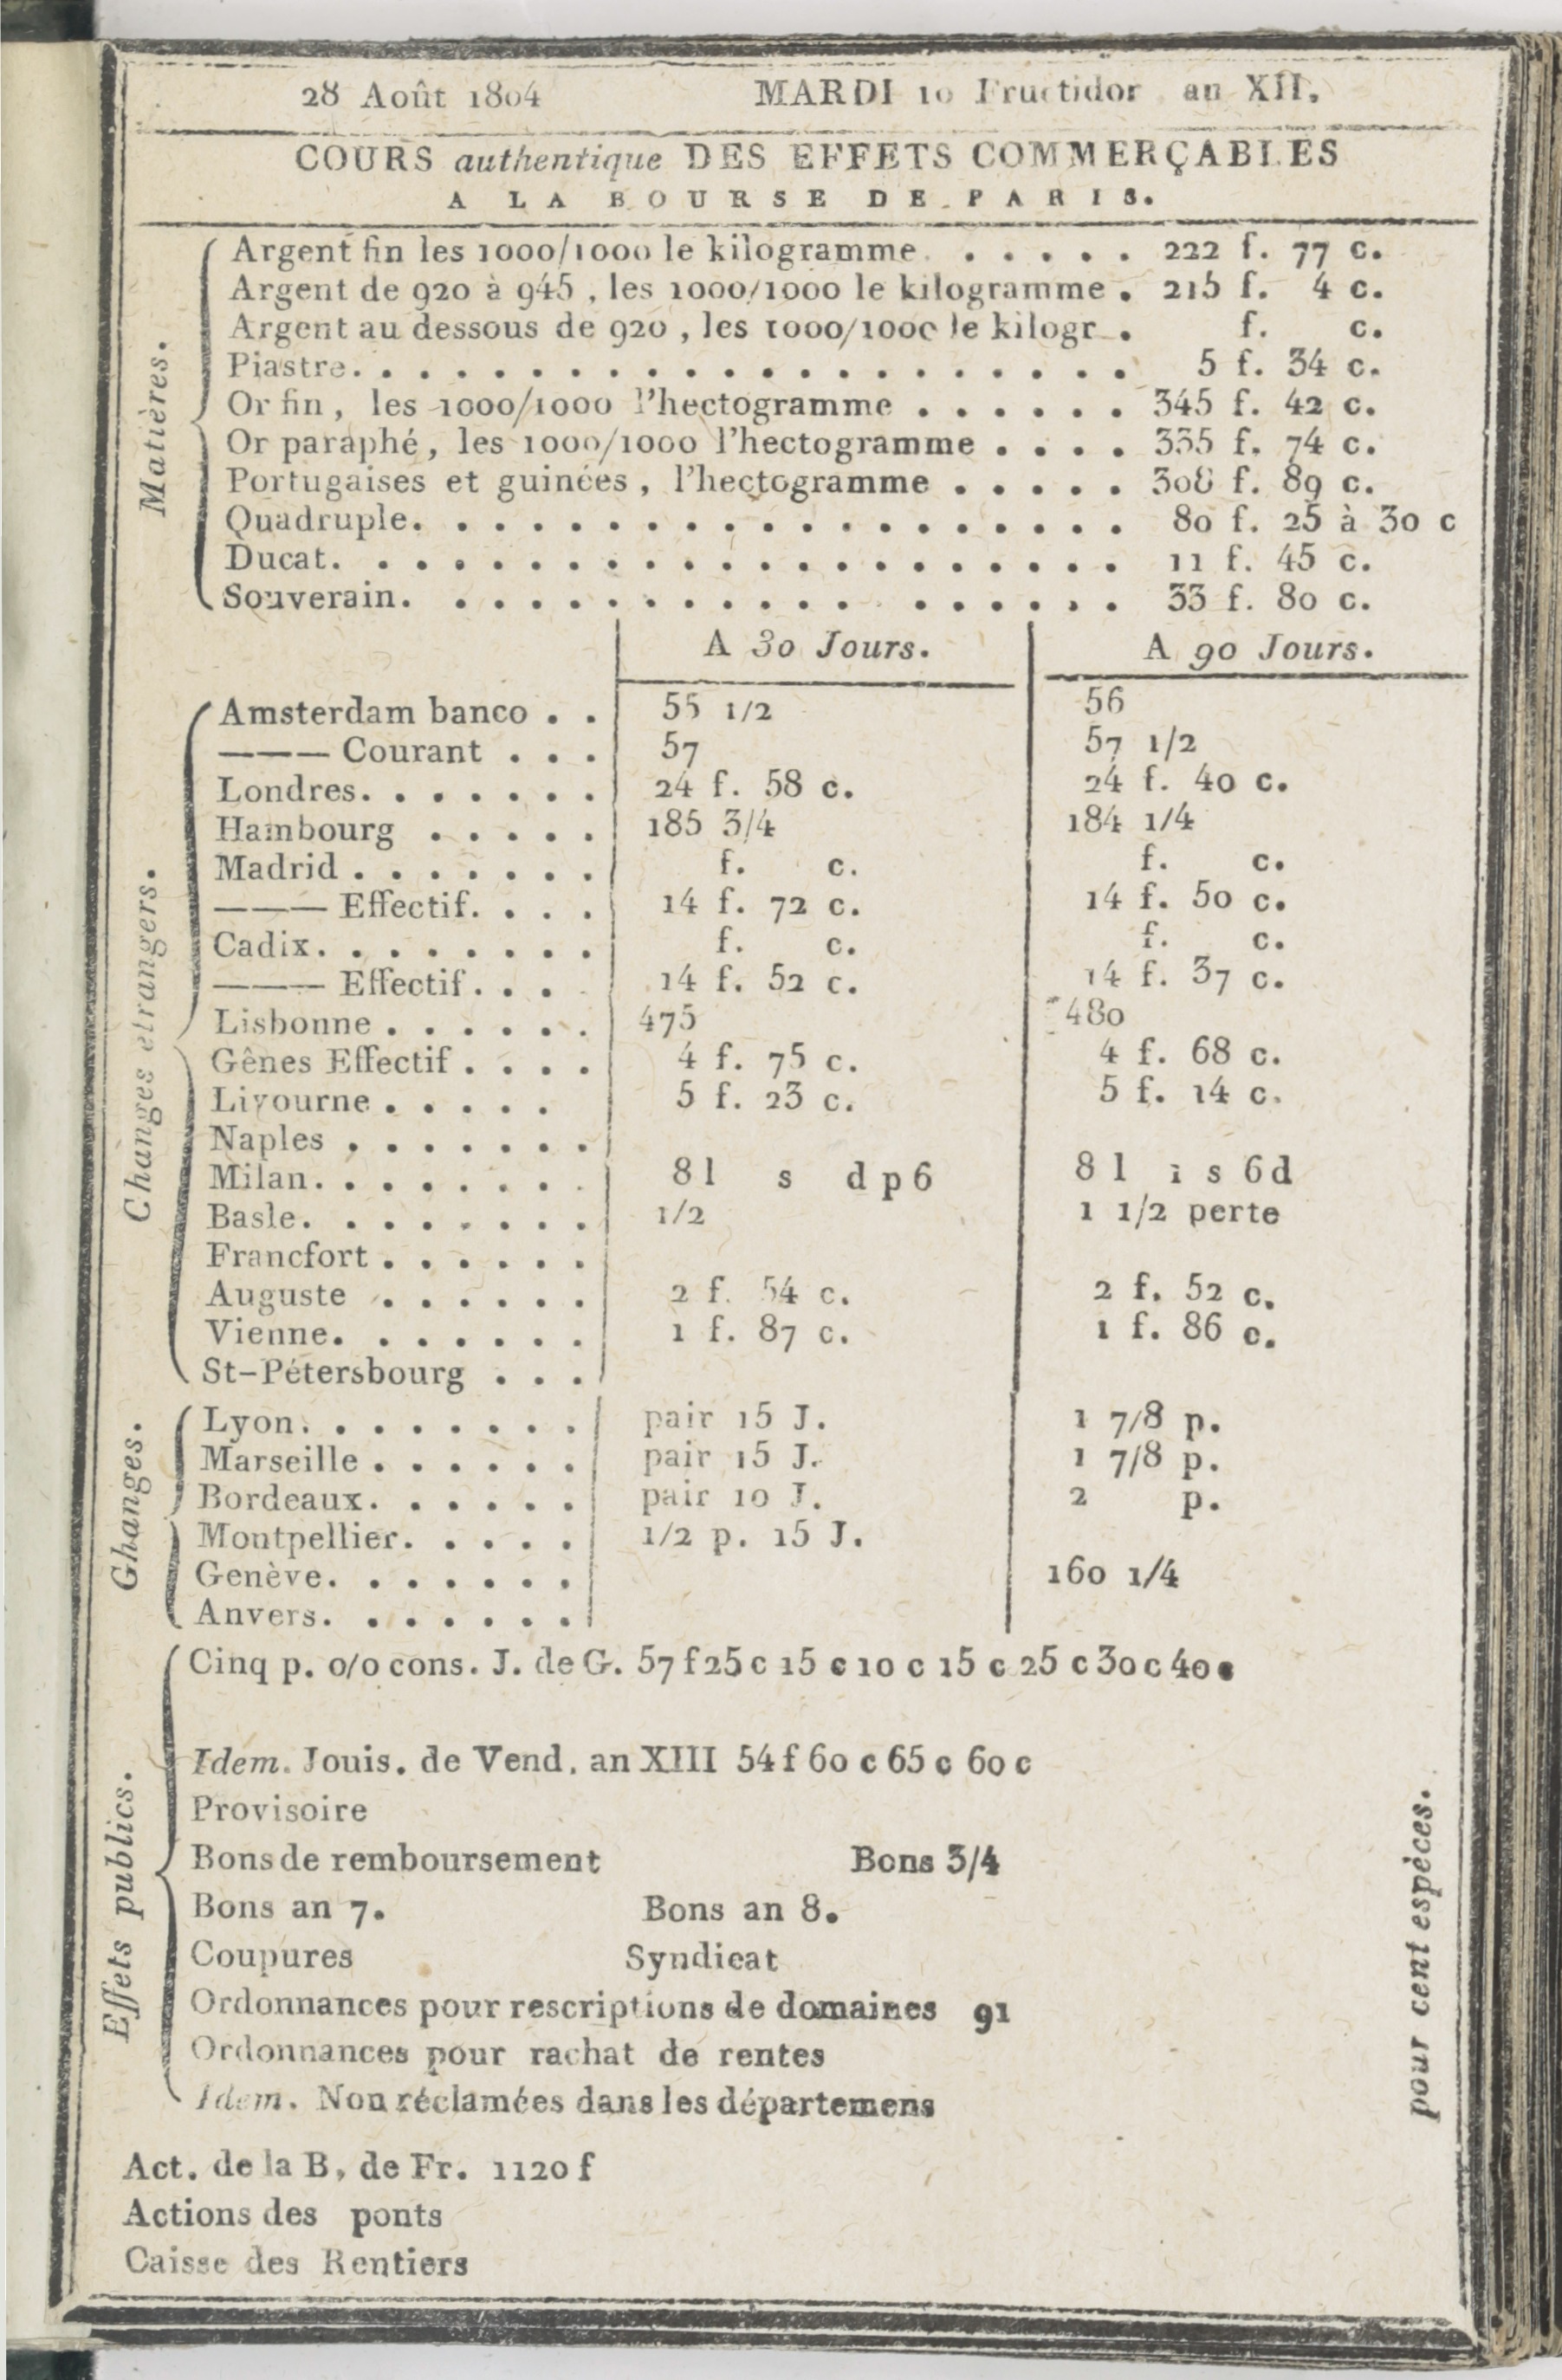 28 Août 1804 MARDI 10 Fructidor an XII.
COURS authentique DES EFFETS COMMERÇABLES
A LA BOURSE DE PARIS.
Matières.
Argent fin les 1000/1000 le kilogramme. . . . . . 222 f. 77 c.
Argent de 920 à 945, les 1000/1000 le kilogramme . 215 f. 4 c.
Argent au dessous de 920, les 1000/1000 le kilogr . f. c.
Piastre. . . . . . . . . . . . . . . . . . . . . 5 f. 34 c.
Or fin, les 1000/1000 l'hectogramme . . . . . . 345 f. 42 c.
Or paraphé, les 1000/1000 l'hectogramme . . . . 335 f. 74 c.
Portugaises et guinées, l'hectogramme . . . . . 308 f. 89 c.
Quadruple. . . . . . . . . . . . . . . . . . . 80 f. 25 à 30 c
Ducat. . . . . . . . . . . . . . . . . . . . . 11 f. 45 c.
Souverain. . . . . . . . . . . . . . . . . . 33 f. 80 c.
A 30 Jours. A 90 Jours.
Changes etrangers.
Amsterdam banco . . 55 1/2 56
——— Courant . . . 57 57 1/2
Londres. . . . . . . 24 f. 58 c. 24 f. 40 c.
Hambourg . . . . . 185 3/4 184 1/4
Madrid . . . . . . . f. c. f. c.
——— Effectif. . . . 14 f. 72 c. 14 f. 50 c.
Cadix. . . . . . . . f. c. f. c.
——— Effectif. . . 14 f. 52 c. 14 f. 37 c.
Lisbonne . . . . . . 475 480
Gênes Effectif . . . . 4 f. 75 c. 4 f. 68 c.
Livourne . . . . . 5 f. 23 c. 5 f. 14 c.
Naples . . . . . . .
Milan. . . . . . . . 8 l s d p 6 8 l 1 s 6 d
Basle. . . . . . . . 1/2 1 1/2 perte
Francfort . . . . . .
Auguste . . . . . . 2 f. 54 c. 2 f. 52 c.
Vienne. . . . . . . 1 f. 87 c. 1 f. 86 c.
St-Pétersbourg . . .
Ghanges.
Lyon. . . . . . . . pair 15 J. 1 7/8 p.
Marseille . . . . . . pair 15 J. 1 7/8 p.
Bordeaux. . . . . . pair 10 J. 2 p.
Montpellier. . . . . 1/2 p. 15 J.
Genève. . . . . . . 160 1/4
Anvers. . . . . . .
Effets publics.
Cinq p. o/o cons. J. de G. 57 f 25 c 15 c 10 c 15 c 25 c 30 c 40 c
Idem. Jouis. de Vend. an XIII 54 f 60 c 65 c 60 c
Provisoire
Bons de remboursement Bons 3/4
Bons an 7. Bons an 8.
Coupures Syndicat
Ordonnances pour rescriptions de domaines 91
Ordonnances pour rachat de rentes
Idem. Non réclamées dans les départemens
pour cent espèces.
Act. de la B, de Fr. 1120 f
Actions des ponts
Caisse des Rentiers